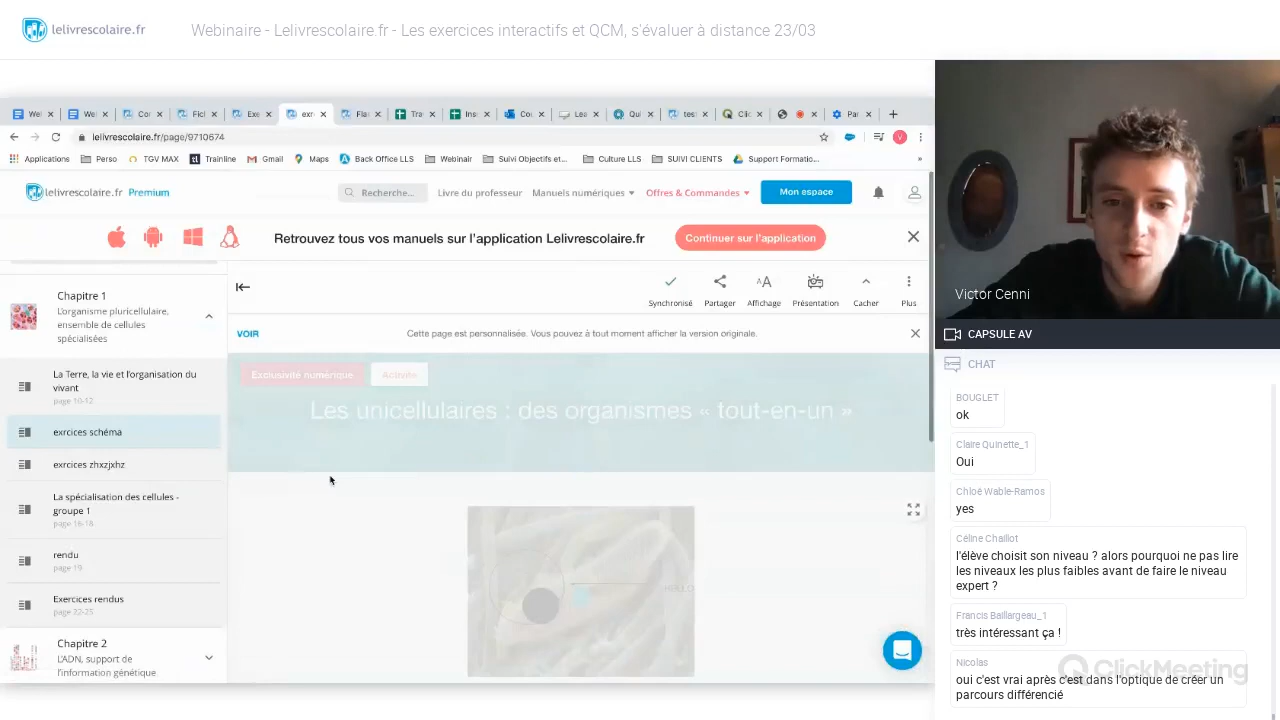 lelivrescolaire.fr
Webinaire - Lelivrescolaire.fr - Les exercices interactifs et QCM, s'évaluer à distance 23/03
lelivrescolaire.fr/page/9710674
Applications Perso TGV MAX Trainline Gmail Maps Back Office LLS Webinair Suivi Objectifs et... Culture LLS SUIVI CLIENTS Support Formatio... »
lelivrescolaire.fr Premium Recherche... Livre du professeur Manuels numériques Offres & Commandes Mon espace
Retrouvez tous vos manuels sur l'application Lelivrescolaire.fr Continuer sur l'application
Synchronisé Partager Affichage Présentation Cacher Plus
VOIR Cette page est personnalisée. Vous pouvez à tout moment afficher la version originale.
Exclusivité numérique Activité
Les unicellulaires : des organismes « tout-en-un »
Chapitre 1
L'organisme pluricellulaire,
ensemble de cellules
spécialisées
La Terre, la vie et l'organisation du
vivant
page 10-12
exrcices schéma
exrcices zhxzjxhz
La spécialisation des cellules -
groupe 1
page 16-18
rendu
page 19
Exercices rendus
page 22-25
Chapitre 2
L'ADN, support de
l'information génétique
Victor Cenni
CAPSULE AV
CHAT
BOUGLET
ok
Claire Quinette_1
Oui
Chloé Wable-Ramos
yes
Céline Chaillot
l'élève choisit son niveau ? alors pourquoi ne pas lire
les niveaux les plus faibles avant de faire le niveau
expert ?
Francis Baillargeau_1
très intéressant ça !
Nicolas
oui c'est vrai après c'est dans l'optique de créer un
parcours différencié
ClickMeeting